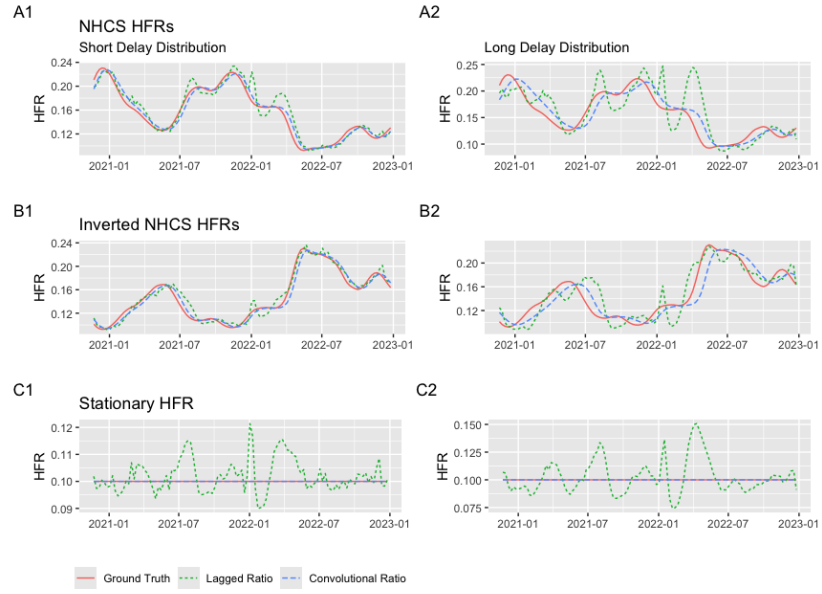 A1
A2
NHCS HFRs
Short Delay Distribution
Long Delay Distribution
0.24
0.20
0.16
0.12
HFR
2021-01
2021-07
2022-01
2022-07
2023-01
0.25
0.20
0.15
0.10
HFR
2021-01
2021-07
2022-01
2022-07
2023-01
B1
B2
Inverted NHCS HFRs
0.24
0.20
0.16
0.12
HFR
2021-01
2021-07
2022-01
2022-07
2023-01
0.20
0.16
0.12
HFR
2021-01
2021-07
2022-01
2022-07
2023-01
C1
C2
Stationary HFR
0.12
0.11
0.10
0.09
HFR
2021-01
2021-07
2022-01
2022-07
2023-01
0.150
0.125
0.100
0.075
HFR
2021-01
2021-07
2022-01
2022-07
2023-01
Ground Truth
Lagged Ratio
Convolutional Ratio